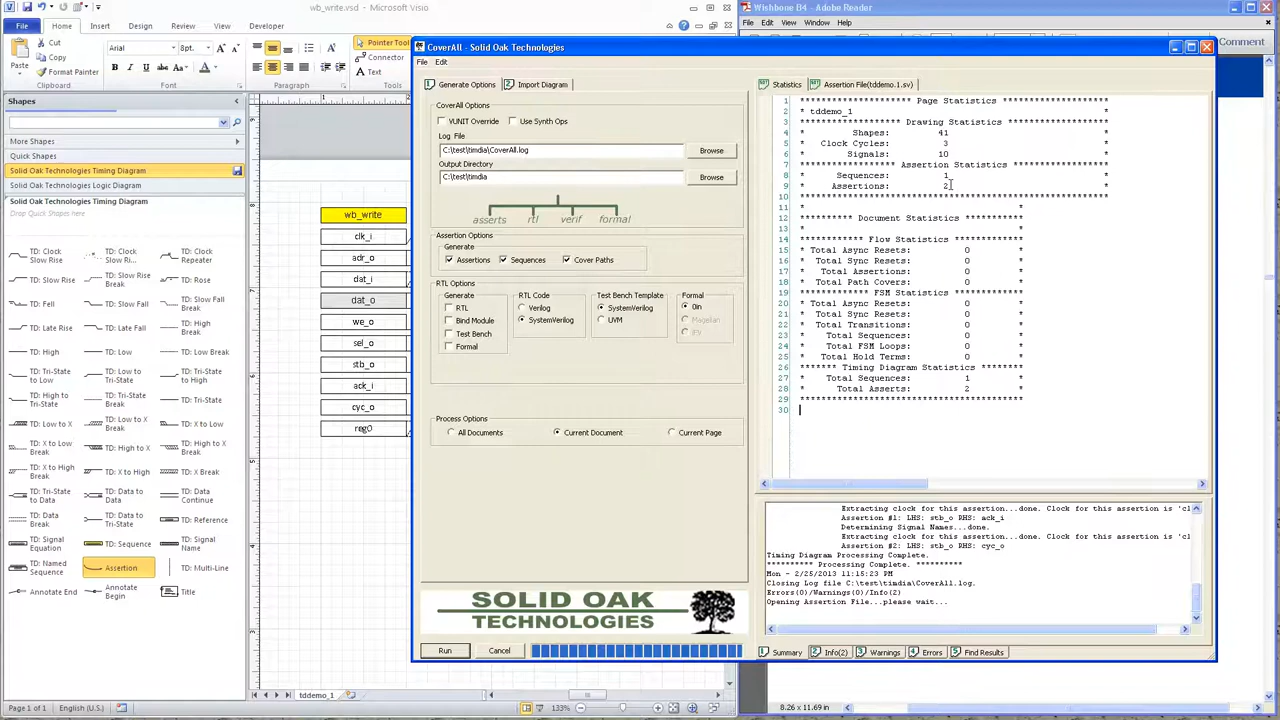 wb_write.vsd - Microsoft Visio
Wishbone B4 - Adobe Reader
File Home Insert Design Review View Developer
File Edit View Window Help
Paste
Cut
Copy
Format Painter
Clipboard
Arial 8pt.
Font
Paragraph
Pointer Tool
Connector
Text
Comment
Shapes
More Shapes
Quick Shapes
Solid Oak Technologies Timing Diagram
Solid Oak Technologies Logic Diagram
Solid Oak Technologies Timing Diagram
Drop Quick Shapes here
TD: Clock Slow Rise
TD: Clock Slow Ri...
TD: Clock Repeater
TD: Slow Rise
TD: Slow Rise Break
TD: Rose
TD: Fell
TD: Slow Fall
TD: Slow Fall Break
TD: Late Rise
TD: Late Fall
TD: High Break
TD: High
TD: Low
TD: Low Break
TD: Tri-State to Low
TD: Low to Tri-State
TD: Tri-State to High
TD: High to Tri-State
TD: High to Tri-State
TD: Tri-State
TD: Low to X
TD: Low to X Break
TD: High to X
TD: X to Low
TD: X to Low Break
TD: High to X Break
TD: X to High
TD: X to High Break
TD: X Break
TD: Tri-State to Data
TD: Data to Data
TD: Data Continue
TD: Data Break
TD: Data to Tri-State
TD: Reference
TD: Signal Equation
TD: Sequence
TD: Signal Name
TD: Named Sequence
Assertion
TD: Multi-Line
Annotate End
Annotate Begin
Title
wb_write
clk_i
adr_o
dat_i
dat_o
we_o
sel_o
stb_o
ack_i
cyc_o
reg0
CoverAll - Solid Oak Technologies
File Edit
1 Generate Options 2 Import Diagram
CoverAll Options
VUNIT Override Use Synth Ops
Log File
C:\test\timdia\CoverAll.log Browse
Output Directory
C:\test\timdia Browse
asserts rtl verif formal
Assertion Options
Generate
Assertions Sequences Cover Paths
RTL Options
Generate
RTL
Bind Module
Test Bench
Formal
RTL Code
Verilog
SystemVerilog
Test Bench Template
SystemVerilog
UVM
Formal
0in
Magellan
IFV
Process Options
All Documents Current Document Current Page
SOLID OAK
TECHNOLOGIES
Run Cancel
Statistics Assertion File(tddemo.1.sv)
1 ******************** Page Statistics ********************
2 * tddemo_1
3 ******************* Drawing Statistics ******************
4 * Shapes: 41 *
5 * Clock Cycles: 3 *
6 * Signals: 10 *
7 ****************** Assertion Statistics *****************
8 * Sequences: 1 *
9 * Assertions: 2 *
10 *********************************************************
11 * *
12 ********** Document Statistics ************
13 * *
14 ************ Flow Statistics *************
15 * Total Async Resets: 0 *
16 * Total Sync Resets: 0 *
17 * Total Assertions: 0 *
18 * Total Path Covers: 0 *
19 ************* FSM Statistics *************
20 * Total Async Resets: 0 *
21 * Total Sync Resets: 0 *
22 * Total Transitions: 0 *
23 * Total Sequences: 0 *
24 * Total FSM Loops: 0 *
25 * Total Hold Terms: 0 *
26 ******* Timing Diagram Statistics ********
27 * Total Sequences: 1 *
28 * Total Asserts: 2 *
29 ******************************************
30
Extracting clock for this assertion...done. Clock for this assertion is 'cl
Assertion #1: LHS: stb_o RHS: ack_i
Determining Signal Names...done.
Extracting clock for this assertion...done. Clock for this assertion is 'cl
Assertion #2: LHS: stb_o RHS: cyc_o
Timing Diagram Processing Complete.
********** Processing Complete. **********
Mon - 2/25/2013 11:15:23 PM
Closing Log file C:\test\timdia\CoverAll.log.
Errors(0)/Warnings(0)/Info(2)
Opening Assertion File...please wait...
1 Summary 2 Info(2) 3 Warnings 4 Errors 5 Find Results
tddemo_1
Page 1 of 1 English (U.S.) 133%
8.26 x 11.69 in